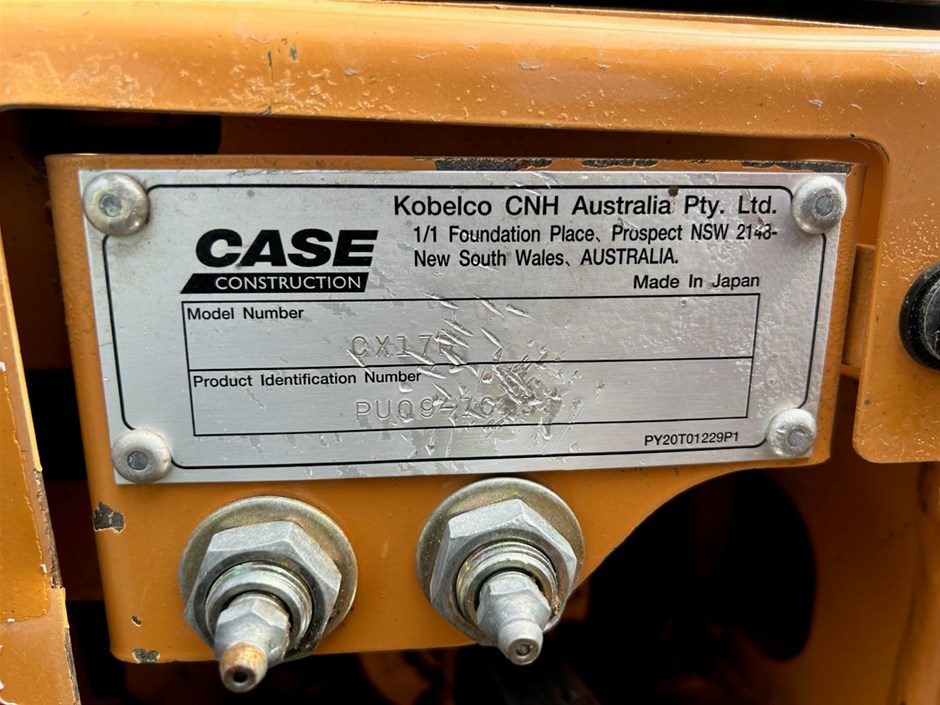 CASE
CONSTRUCTION
Kobelco CNH Australia Pty. Ltd.
1/1 Foundation Place、Prospect NSW 2148-
New South Wales、AUSTRALIA.
Made In Japan
Model Number
Product Identification Number
PY20T01229P1